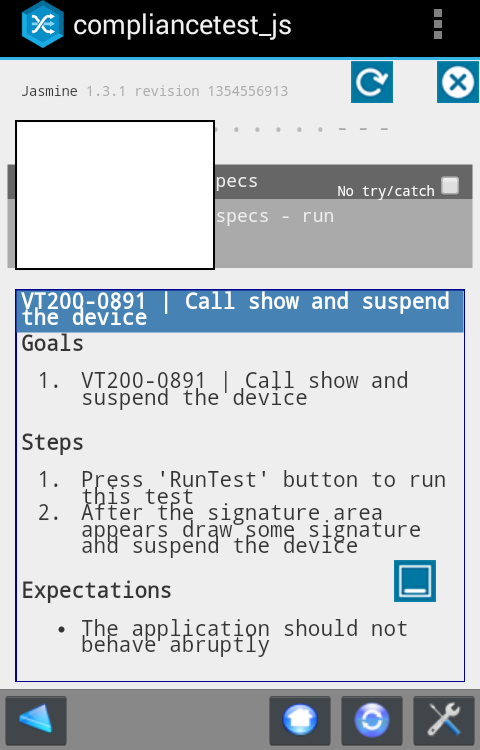 compliancetest_js
Jasmine 1.3.1 revision 1354556913
. . . . . . - - -
pecs
No try/catch
specs - run
VT200-0891 | Call show and suspend
the device
Goals
1. VT200-0891 | Call show and
suspend the device
Steps
1. Press 'RunTest' button to run
this test
2. After the signature area
appears draw some signature
and suspend the device
Expectations
• The application should not
behave abruptly